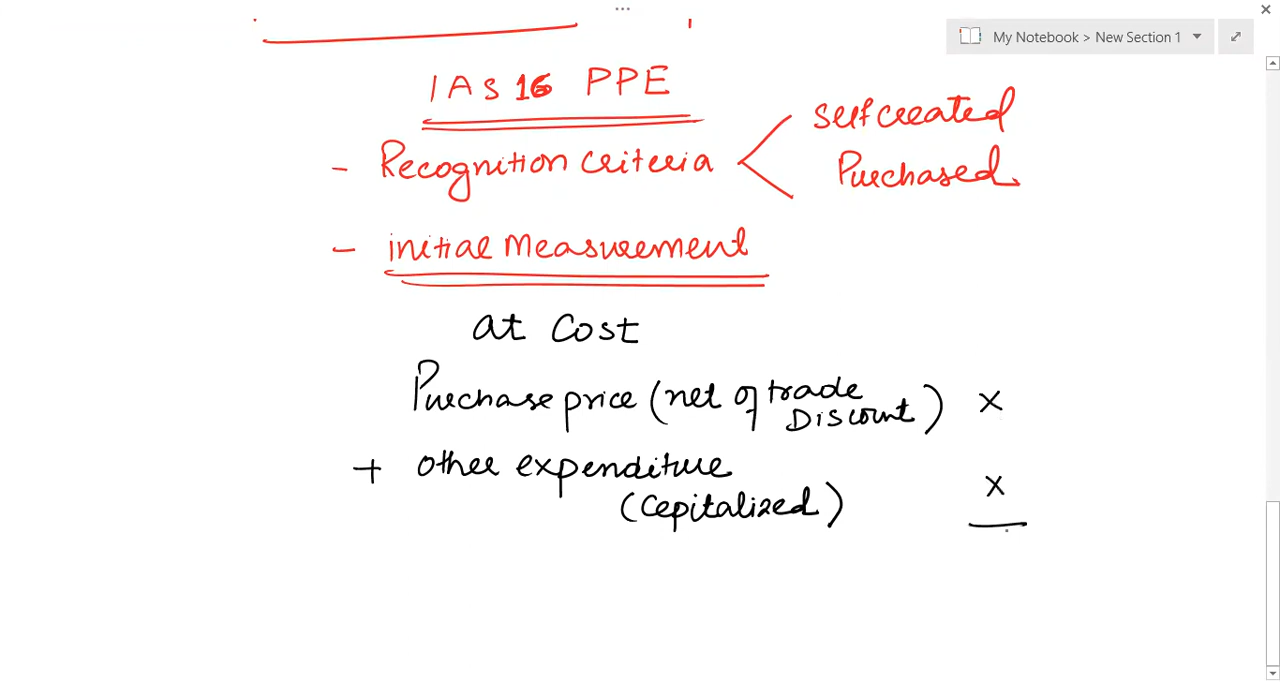 My Notebook > New Section 1
IAS 16 PPE
- Recognition criteria < Self created
Purchased.
- initial Measurement
at Cost
Purchase price (net of trade Discount) X
+ other expenditure X
(Cepitalized)